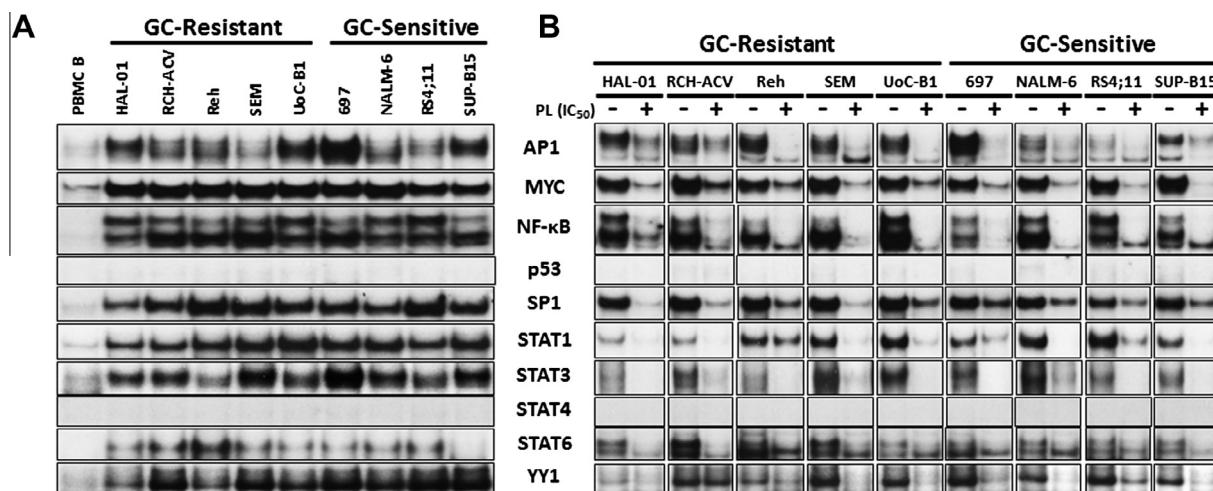 A
GC-Resistant
GC-Sensitive
PBMC B
HAL-01
RCH-ACV
Reh
SEM
UoC-B1
697
NALM-6
RS4;11
SUP-B15
B
GC-Resistant
GC-Sensitive
HAL-01 RCH-ACV Reh SEM UoC-B1 697 NALM-6 RS4;11 SUP-B15
PL (IC₅₀) − + − + − + − + − + − + − + − + − +
AP1
MYC
NF-κB
p53
SP1
STAT1
STAT3
STAT4
STAT6
YY1